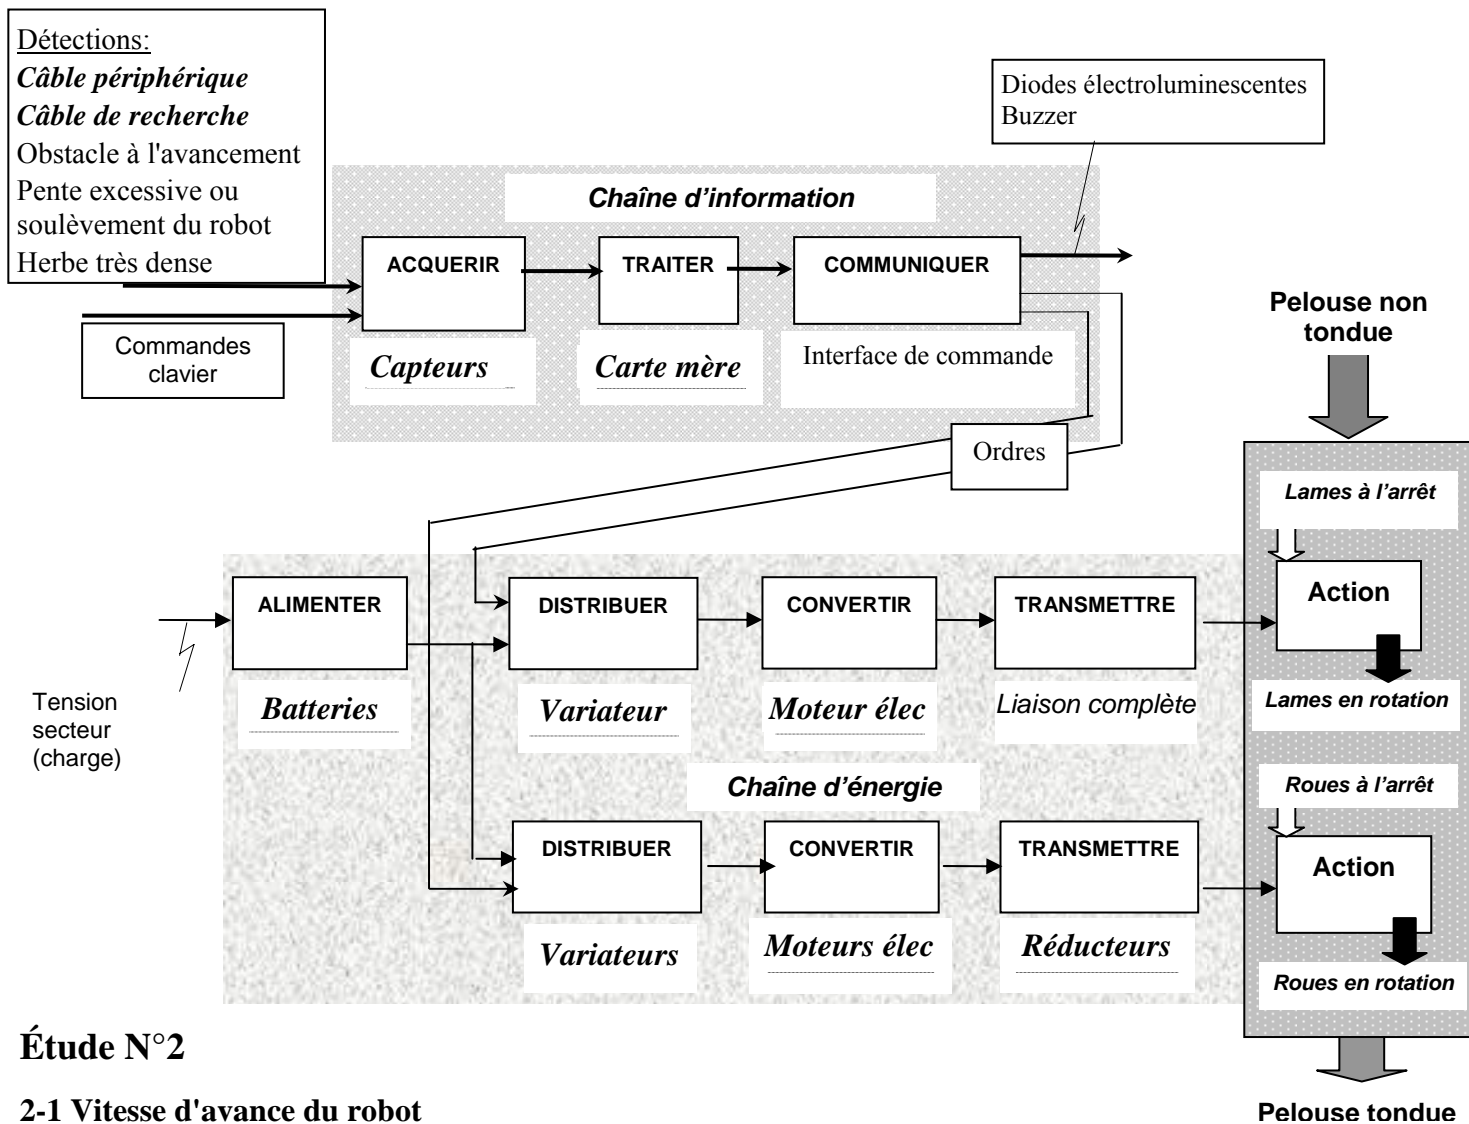 Détections:
Câble périphérique
Câble de recherche
Obstacle à l'avancement
Pente excessive ou
soulèvement du robot
Herbe très dense
Commandes
clavier
Diodes électroluminescentes
Buzzer
Chaîne d'information
ACQUERIR
TRAITER
COMMUNIQUER
Capteurs
Carte mère
Interface de commande
Ordres
Pelouse non
tondue
Lames à l'arrêt
Action
Lames en rotation
Tension
secteur
(charge)
ALIMENTER
DISTRIBUER
CONVERTIR
TRANSMETTRE
Batteries
Variateur
Moteur élec
Liaison complète
Chaîne d'énergie
Roues à l'arrêt
DISTRIBUER
CONVERTIR
TRANSMETTRE
Action
Variateurs
Moteurs élec
Réducteurs
Roues en rotation
Étude N°2
2-1 Vitesse d'avance du robot
Pelouse tondue